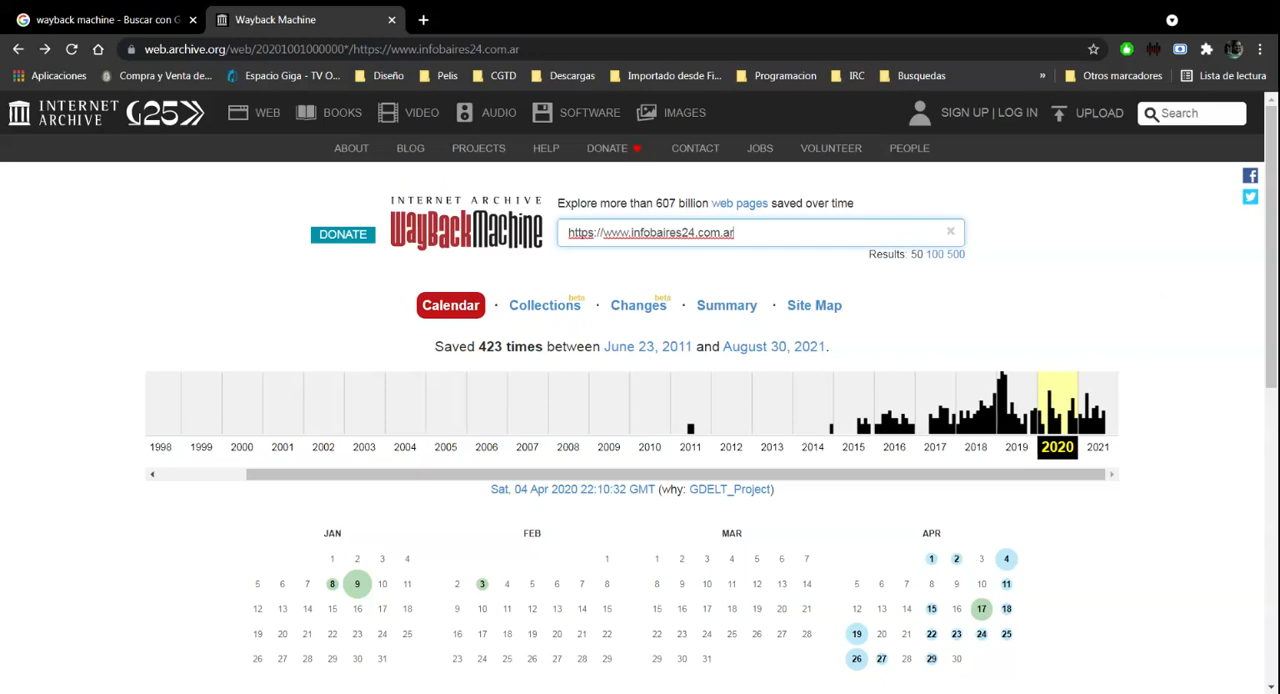 wayback machine - Buscar con G
Wayback Machine
web.archive.org/web/20201001000000*/https://www.infobaires24.com.ar
Aplicaciones Compra y Venta de... Espacio Giga - TV O... Diseño Pelis CGTD Descargas Importado desde Fi... Programacion IRC Busquedas » Otros marcadores Lista de lectura
INTERNET ARCHIVE 25 WEB BOOKS VIDEO AUDIO SOFTWARE IMAGES SIGN UP | LOG IN UPLOAD Search
ABOUT BLOG PROJECTS HELP DONATE CONTACT JOBS VOLUNTEER PEOPLE
DONATE
INTERNET ARCHIVE
WayBackMachine
Explore more than 607 billion web pages saved over time
https://www.infobaires24.com.ar
Results: 50 100 500
Calendar · Collections beta · Changes beta · Summary · Site Map
Saved 423 times between June 23, 2011 and August 30, 2021.
1998 1999 2000 2001 2002 2003 2004 2005 2006 2007 2008 2009 2010 2011 2012 2013 2014 2015 2016 2017 2018 2019 2020 2021
Sat, 04 Apr 2020 22:10:32 GMT (why: GDELT_Project)
JAN FEB MAR APR
1 2 3 4 1 1 2 3 4 5 6 7 1 2 3 4
5 6 7 8 9 10 11 2 3 4 5 6 7 8 8 9 10 11 12 13 14 5 6 7 8 9 10 11
12 13 14 15 16 17 18 9 10 11 12 13 14 15 15 16 17 18 19 20 21 12 13 14 15 16 17 18
19 20 21 22 23 24 25 16 17 18 19 20 21 22 22 23 24 25 26 27 28 19 20 21 22 23 24 25
26 27 28 29 30 31 23 24 25 26 27 28 29 29 30 31 26 27 28 29 30